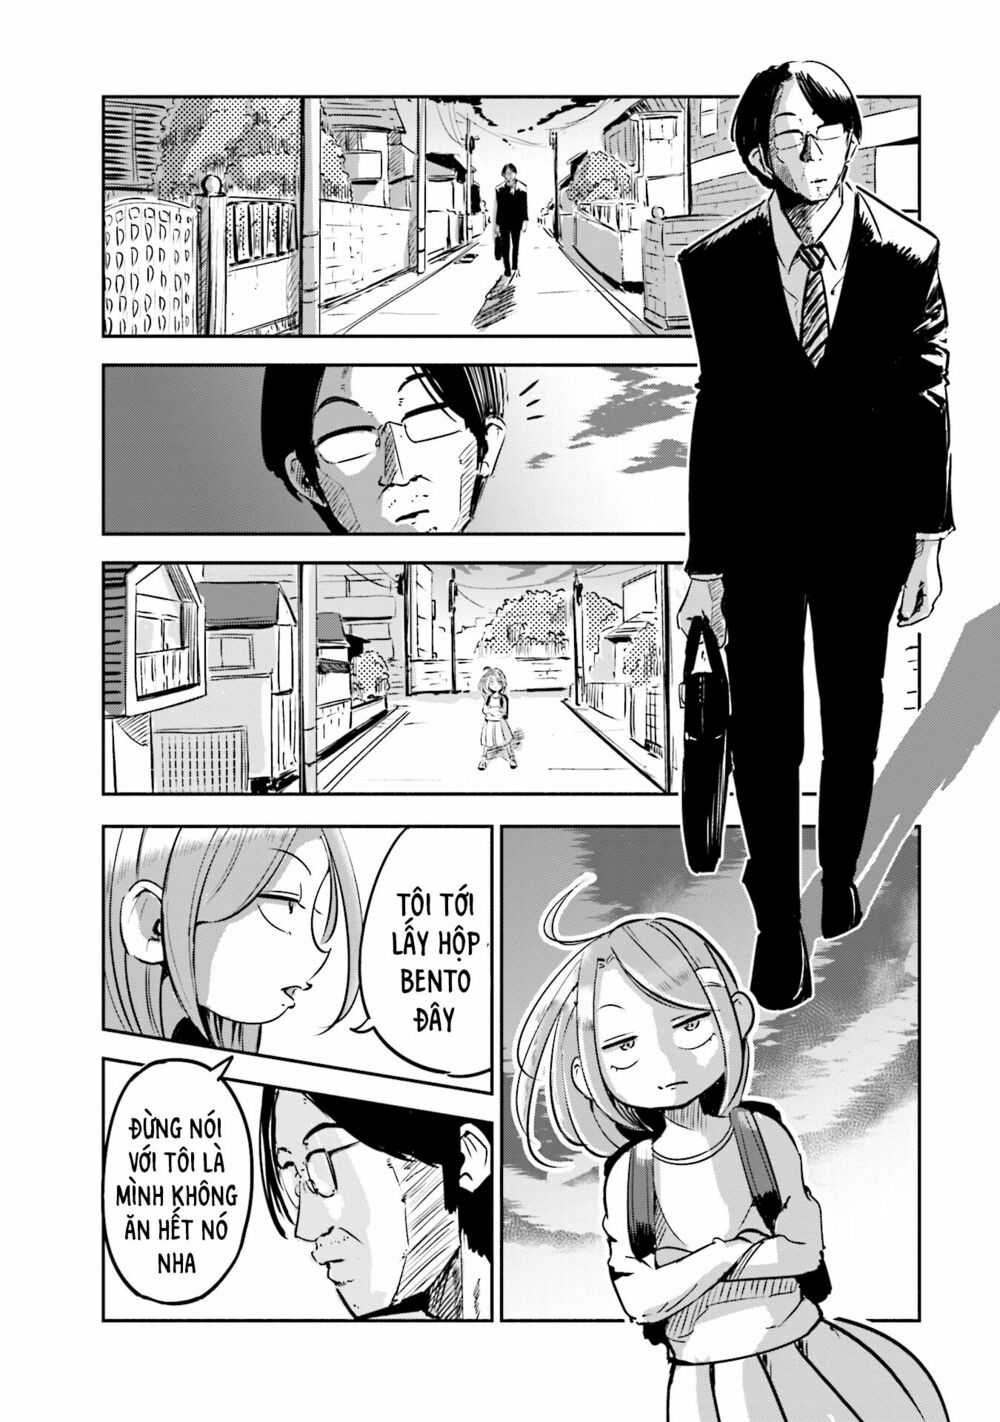 TÔI TỚI
LẤY HỘP
BENTO
ĐÂY
ĐỪNG NÓI
VỚI TÔI LÀ
MÌNH KHÔNG
ĂN HẾT NÓ
NHA